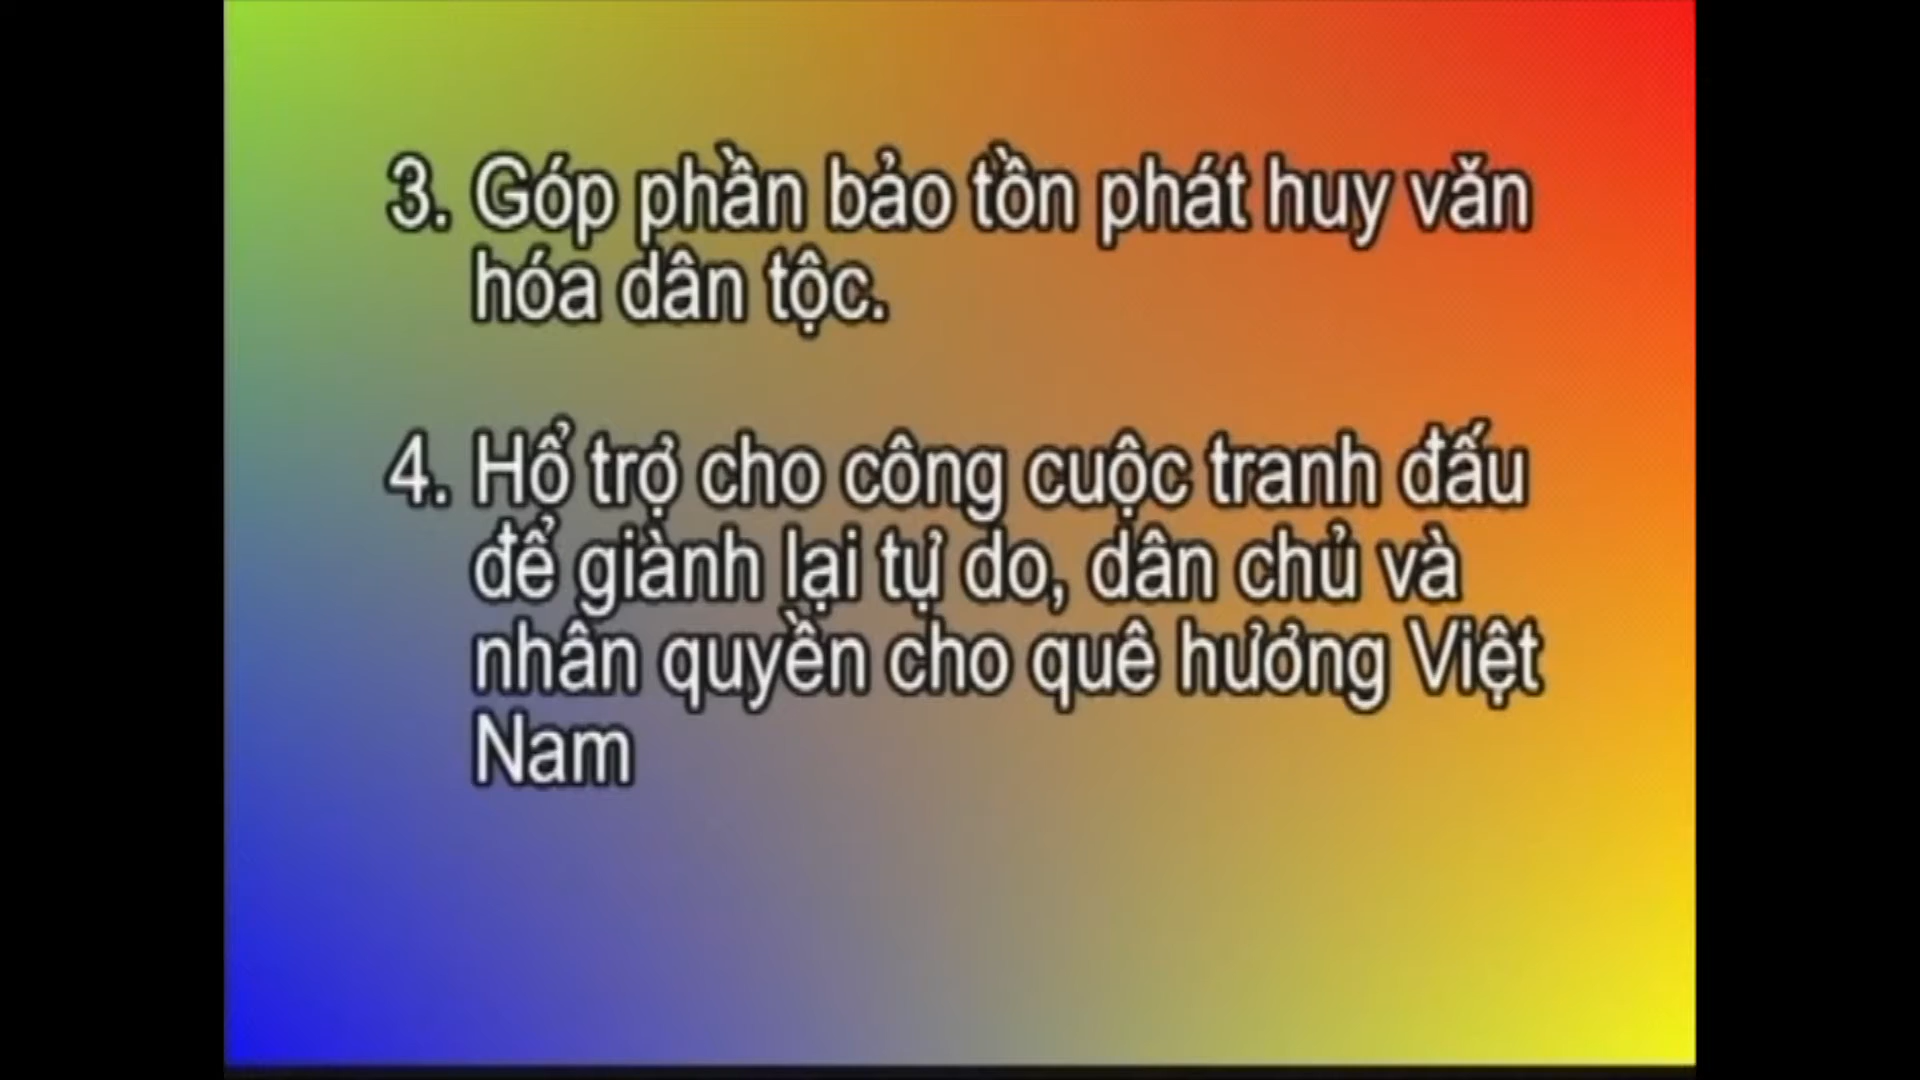 3. Góp phần bảo tồn phát huy văn
hóa dân tộc.
4. Hổ trợ cho công cuộc tranh đấu
để giành lại tự do, dân chủ và
nhân quyền cho quê hương Việt
Nam